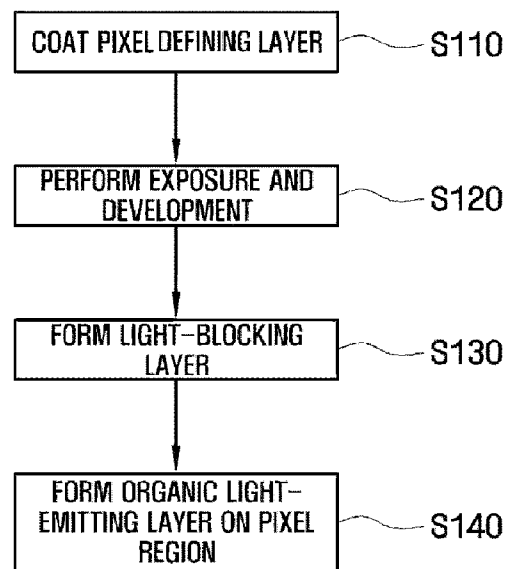 COAT PIXEL DEFINING LAYER
S110
PERFORM EXPOSURE AND
DEVELOPMENT
S120
FORM LIGHT-BLOCKING
LAYER
S130
FORM ORGANIC LIGHT-
EMITTING LAYER ON PIXEL
REGION
S140